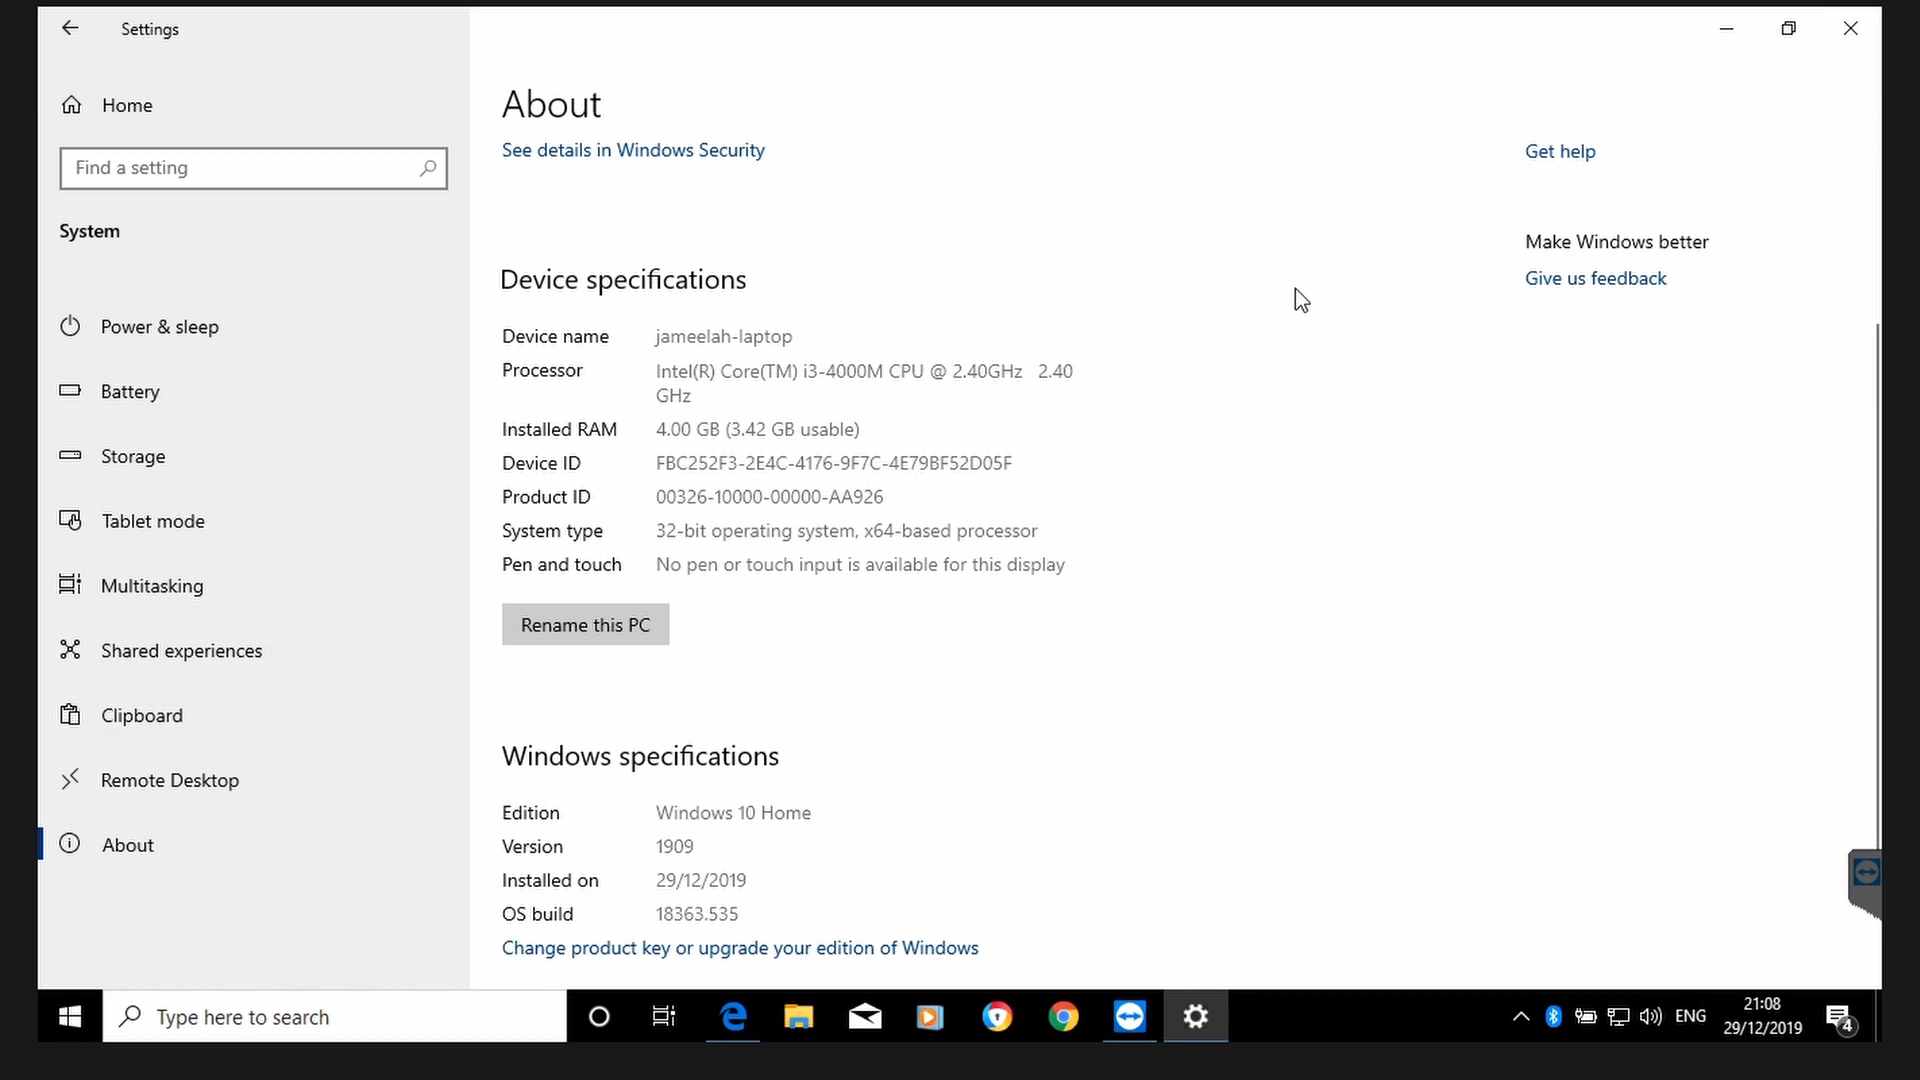 Settings
Home
Find a setting
System
Power & sleep
Battery
Storage
Tablet mode
Multitasking
Shared experiences
Clipboard
Remote Desktop
About
About
See details in Windows Security
Device specifications
Device name jameelah-laptop
Processor Intel(R) Core(TM) i3-4000M CPU @ 2.40GHz 2.40
GHz
Installed RAM 4.00 GB (3.42 GB usable)
Device ID FBC252F3-2E4C-4176-9F7C-4E79BF52D05F
Product ID 00326-10000-00000-AA926
System type 32-bit operating system, x64-based processor
Pen and touch No pen or touch input is available for this display
Rename this PC
Windows specifications
Edition Windows 10 Home
Version 1909
Installed on 29/12/2019
OS build 18363.535
Change product key or upgrade your edition of Windows
Get help
Make Windows better
Give us feedback
Type here to search
ENG
21:08
29/12/2019
4